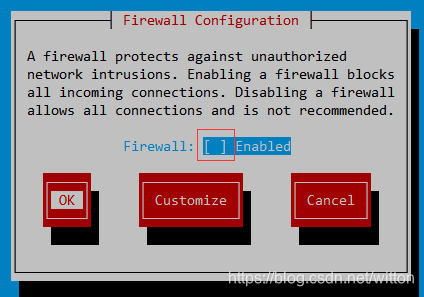 Firewall Configuration
A firewall protects against unauthorized
network intrusions. Enabling a firewall blocks
all incoming connections. Disabling a firewall
allows all connections and is not recommended.
Firewall: [ ] Enabled
OK Customize Cancel
https://blog.csdn.net/witton